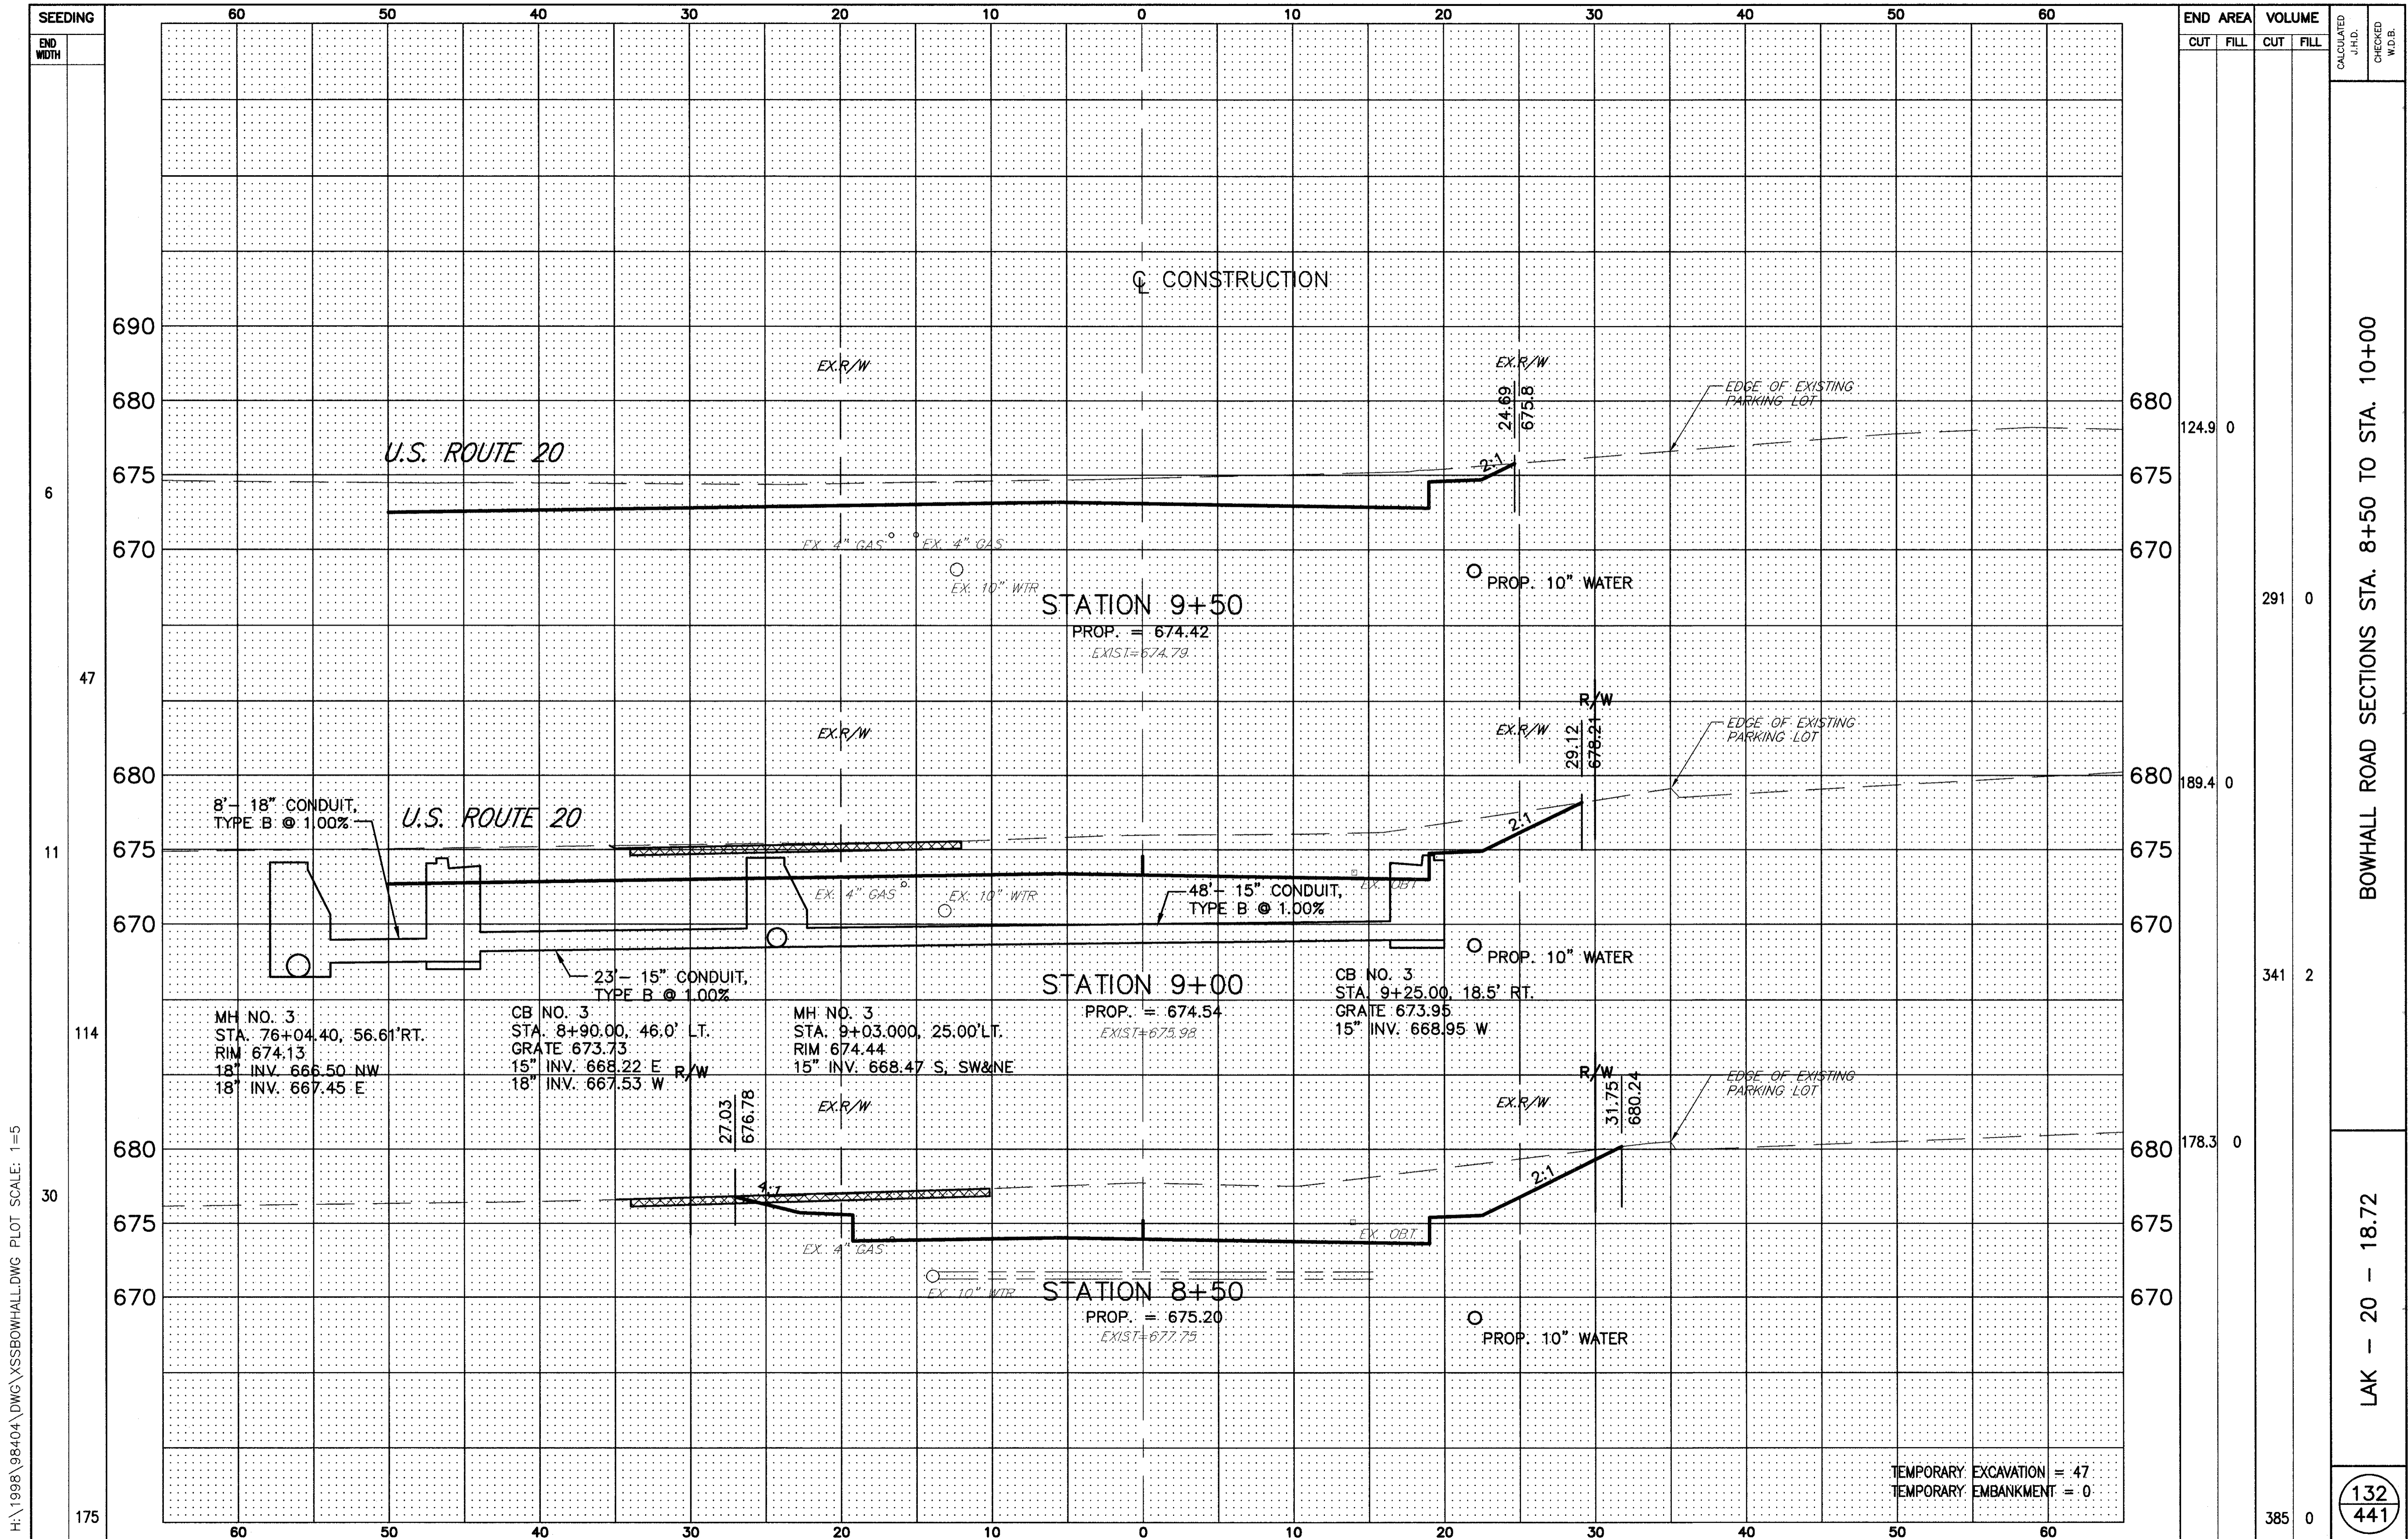 SEEDING
END
WIDTH
60 50 40 30 20 10 0 10 20 30 40 50 60
END AREA VOLUME
CUT FILL CUT FILL
CALCULATED
J.H.D.
CHECKED
W.D.B.
℄ CONSTRUCTION
690
EX.R/W
EX.R/W
24.69
675.8
EDGE OF EXISTING
PARKING LOT
680 680
124.9 0
U.S. ROUTE 20
2:1
675 675
6
EX. 4" GAS EX. 4" GAS
670 670
EX. 10" WTR
PROP. 10" WATER
STATION 9+50
PROP. = 674.42
EXIST=674.79
291 0
47
R/W
EX.R/W
EX.R/W
29.12
678.21
EDGE OF EXISTING
PARKING LOT
680 680
189.4 0
8'- 18" CONDUIT,
TYPE B @ 1.00%
U.S. ROUTE 20
2:1
11
675 675
EX. 4" GAS
EX. 10" WTR
EX. OBT
48'- 15" CONDUIT,
TYPE B @ 1.00%
670 670
PROP. 10" WATER
23'- 15" CONDUIT,
TYPE B @ 1.00%
STATION 9+00
PROP. = 674.54
EXIST=675.98
341 2
MH NO. 3
STA. 76+04.40, 56.61'RT.
RIM 674.13
18" INV. 666.50 NW
18" INV. 667.45 E
CB NO. 3
STA. 8+90.00, 46.0' LT.
GRATE 673.73
15" INV. 668.22 E
18" INV. 667.53 W
MH NO. 3
STA. 9+03.000, 25.00'LT.
RIM 674.44
15" INV. 668.47 S, SW&NE
CB NO. 3
STA. 9+25.00, 18.5' RT.
GRATE 673.95
15" INV. 668.95 W
114
R/W
R/W
27.03
676.78
EX.R/W
EX.R/W
31.75
680.24
EDGE OF EXISTING
PARKING LOT
680 680
178.3 0
30
4:1
2:1
675 675
EX. 4" GAS
EX. OBT
EX 10" WTR
670 670
STATION 8+50
PROP. = 675.20
EXIST=677.75
PROP. 10" WATER
TEMPORARY EXCAVATION = 47
TEMPORARY EMBANKMENT = 0
175
385 0
60 50 40 30 20 10 0 10 20 30 40 50 60
BOWHALL ROAD SECTIONS STA. 8+50 TO STA. 10+00
LAK - 20 - 18.72
132
441
H:\1998\98404\DWG\XSSBOWHALL.DWG PLOT SCALE: 1=5